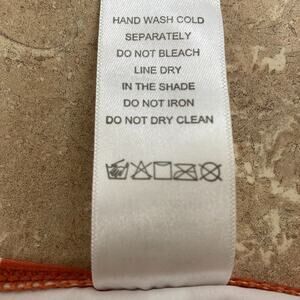 HAND WASH COLD
SEPARATELY
DO NOT BLEACH
LINE DRY
IN THE SHADE
DO NOT IRON
DO NOT DRY CLEAN